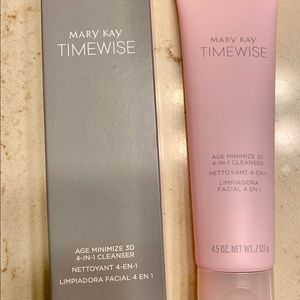 MARY KAY
TIMEWISE
AGE MINIMIZE 3D
4-IN-1 CLEANSER
NETTOYANT 4-EN-1
LIMPIADORA FACIAL 4 EN 1
MARY KAY
TIMEWISE
AGE MINIMIZE 3D
4-IN-1 CLEANSER
NETTOYANT 4-EN-1
LIMPIADORA
FACIAL 4 EN 1
4.5 OZ. NET WT. / 127 g